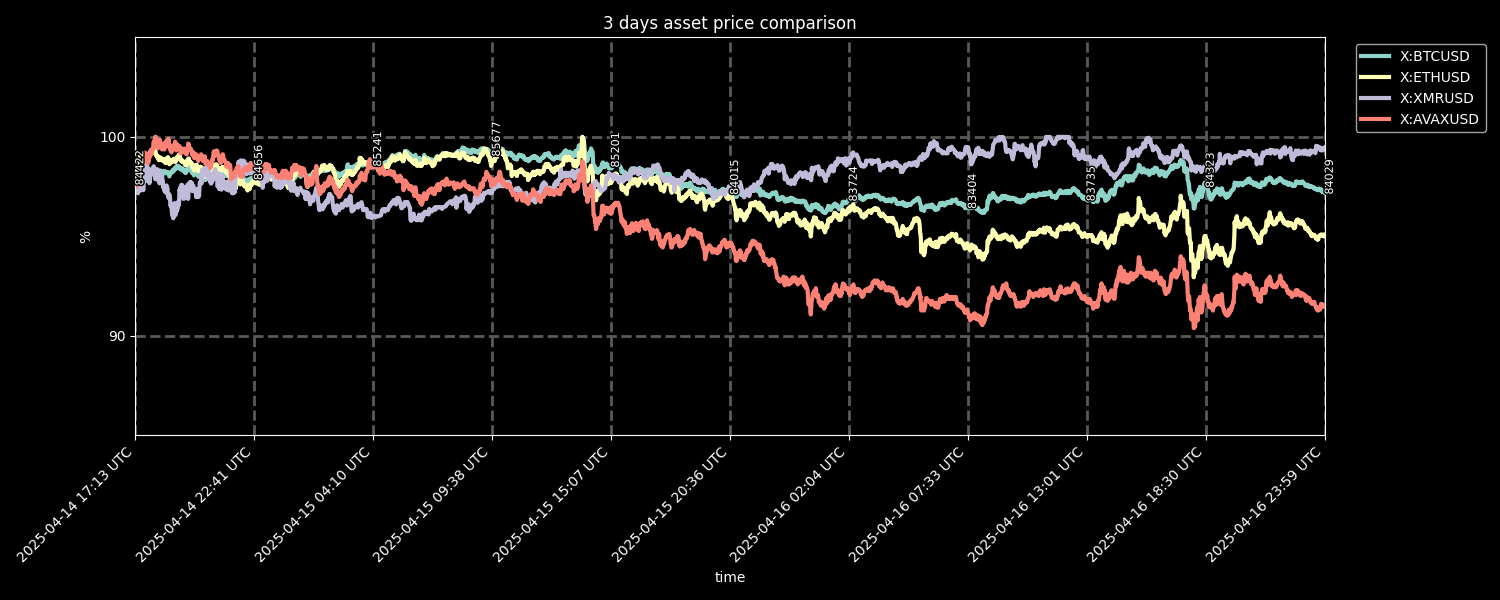 3 days asset price comparison
X:BTCUSD
X:ETHUSD
X:XMRUSD
X:AVAXUSD
100
90
%
84422
84656
85241
85677
85201
84015
83724
83404
83735
84323
84029
2025-04-14 17:13 UTC
2025-04-14 22:41 UTC
2025-04-15 04:10 UTC
2025-04-15 09:38 UTC
2025-04-15 15:07 UTC
2025-04-15 20:36 UTC
2025-04-16 02:04 UTC
2025-04-16 07:33 UTC
2025-04-16 13:01 UTC
2025-04-16 18:30 UTC
2025-04-16 23:59 UTC
time